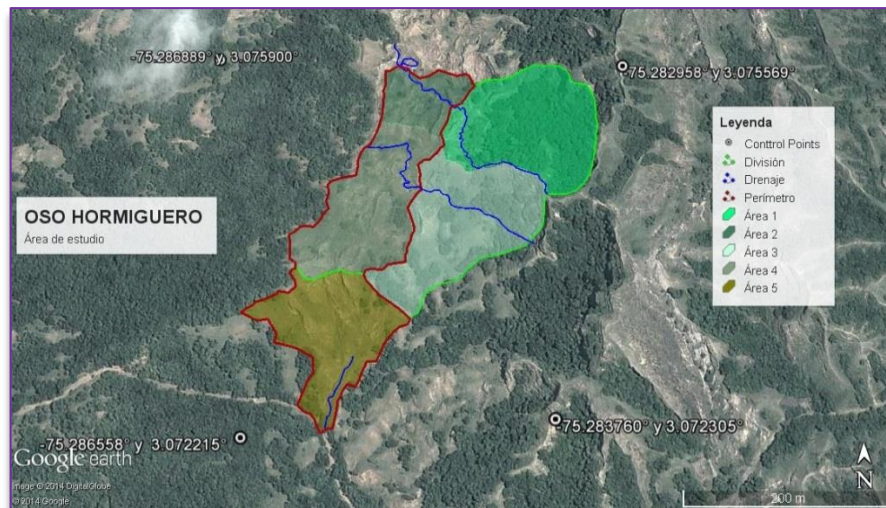 -75.286889° y 3.075900°
-75.282958° y 3.075569°
Leyenda
Conttrol Points
División
Drenaje
Perímetro
Área 1
Área 2
Área 3
Área 4
Área 5
OSO HORMIGUERO
Área de estudio
-75.286558° y 3.072215°
-75.283760° y 3.072305°
Google earth
Image © 2014 DigitalGlobe
© 2014 Google
N
200 m